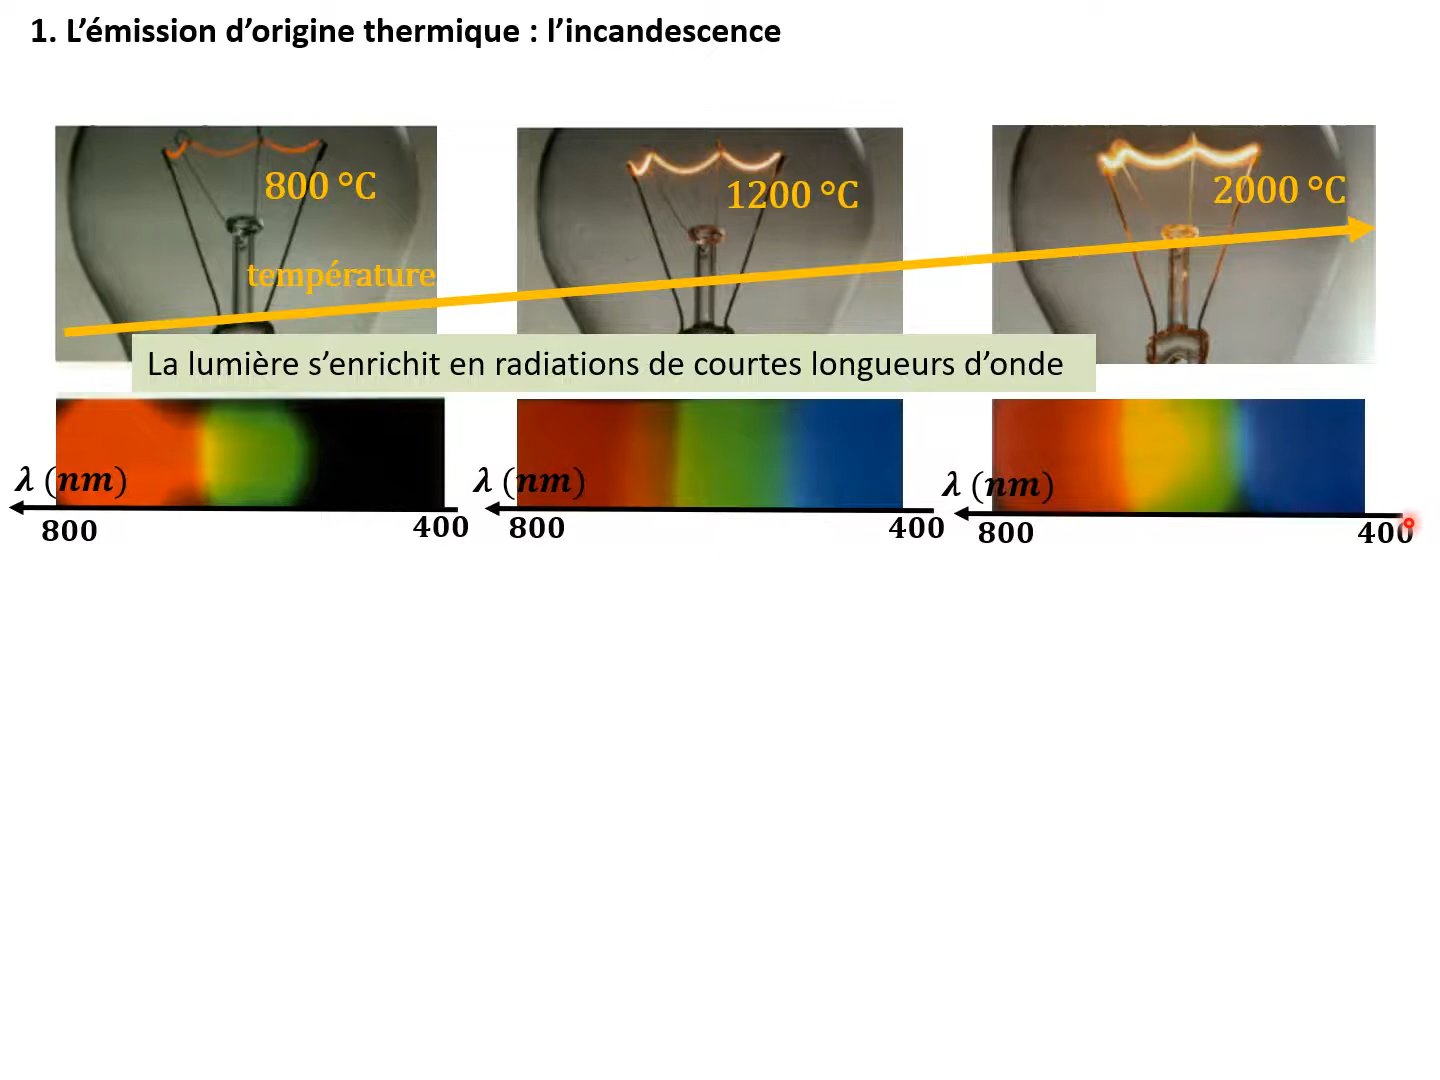 1. L’émission d’origine thermique : l’incandescence
800 °C
1200 °C
2000 °C
température
La lumière s’enrichit en radiations de courtes longueurs d’onde
λ (nm)
λ (nm)
λ (nm)
800
400
800
400
800
400